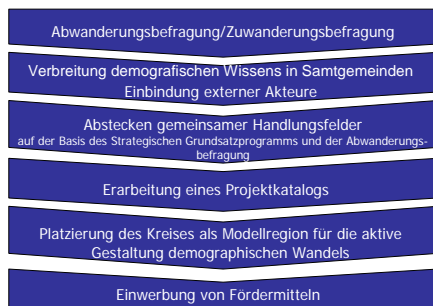 Abwanderungsbefragung/Zuwanderungsbefragung
Verbreitung demografischen Wissens in Samtgemeinden
Einbindung externer Akteure
Abstecken gemeinsamer Handlungsfelder
auf der Basis des Strategischen Grundsatzprogramms und der Abwanderungs-
befragung
Erarbeitung eines Projektkatalogs
Platzierung des Kreises als Modellregion für die aktive
Gestaltung demographischen Wandels
Einwerbung von Fördermitteln